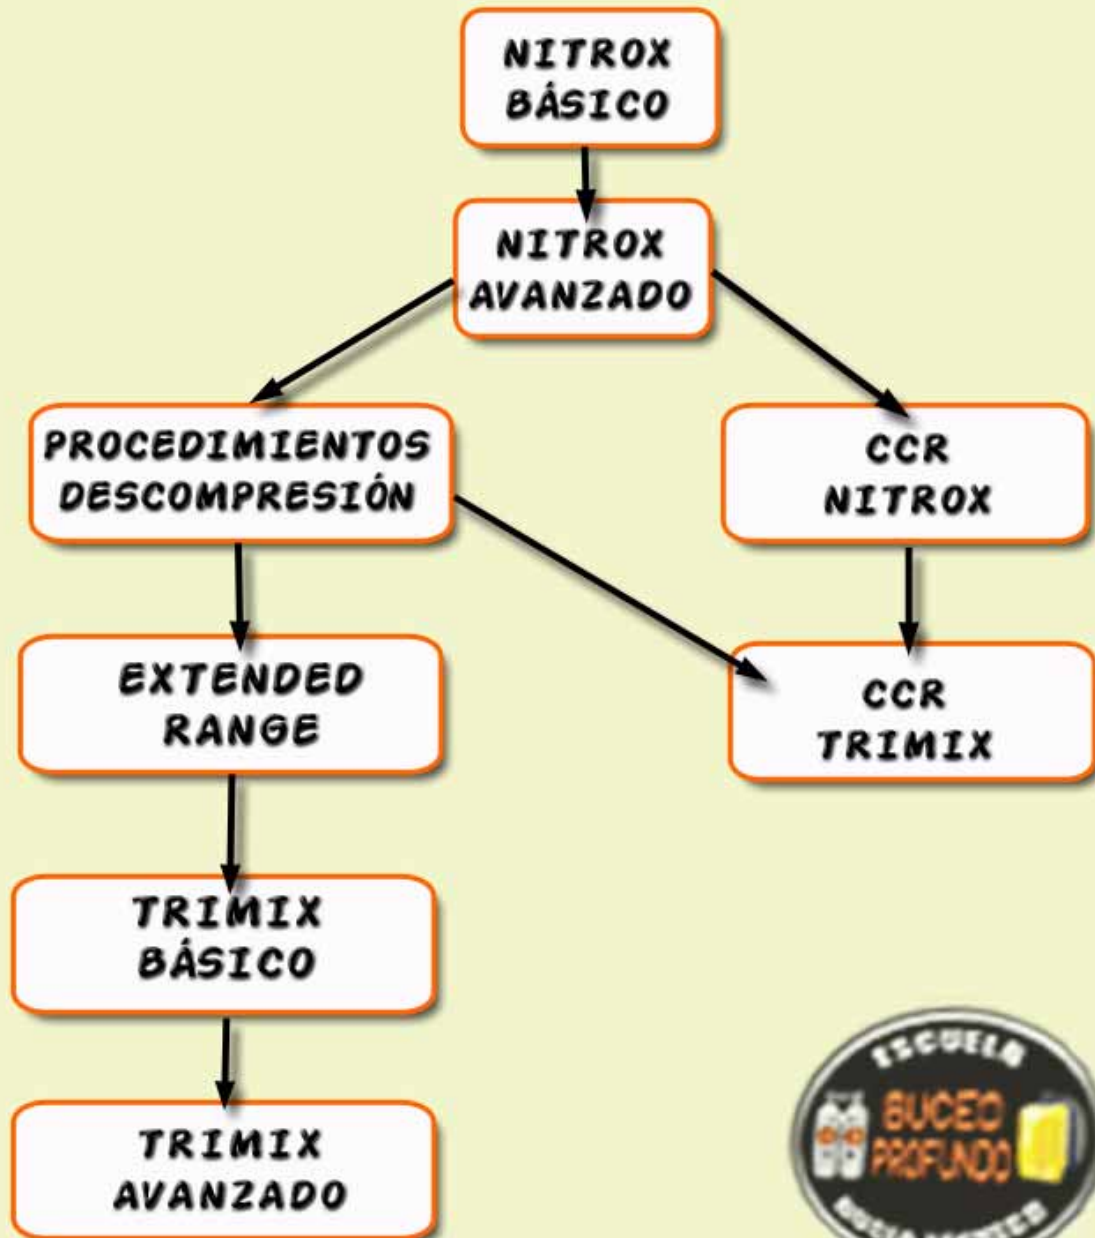 NITROX
BÁSICO
NITROX
AVANZADO
PROCEDIMIENTOS
DESCOMPRESIÓN
CCR
NITROX
EXTENDED
RANGE
CCR
TRIMIX
TRIMIX
BÁSICO
TRIMIX
AVANZADO
ESCUELA
BUCEO
PROFUNDO